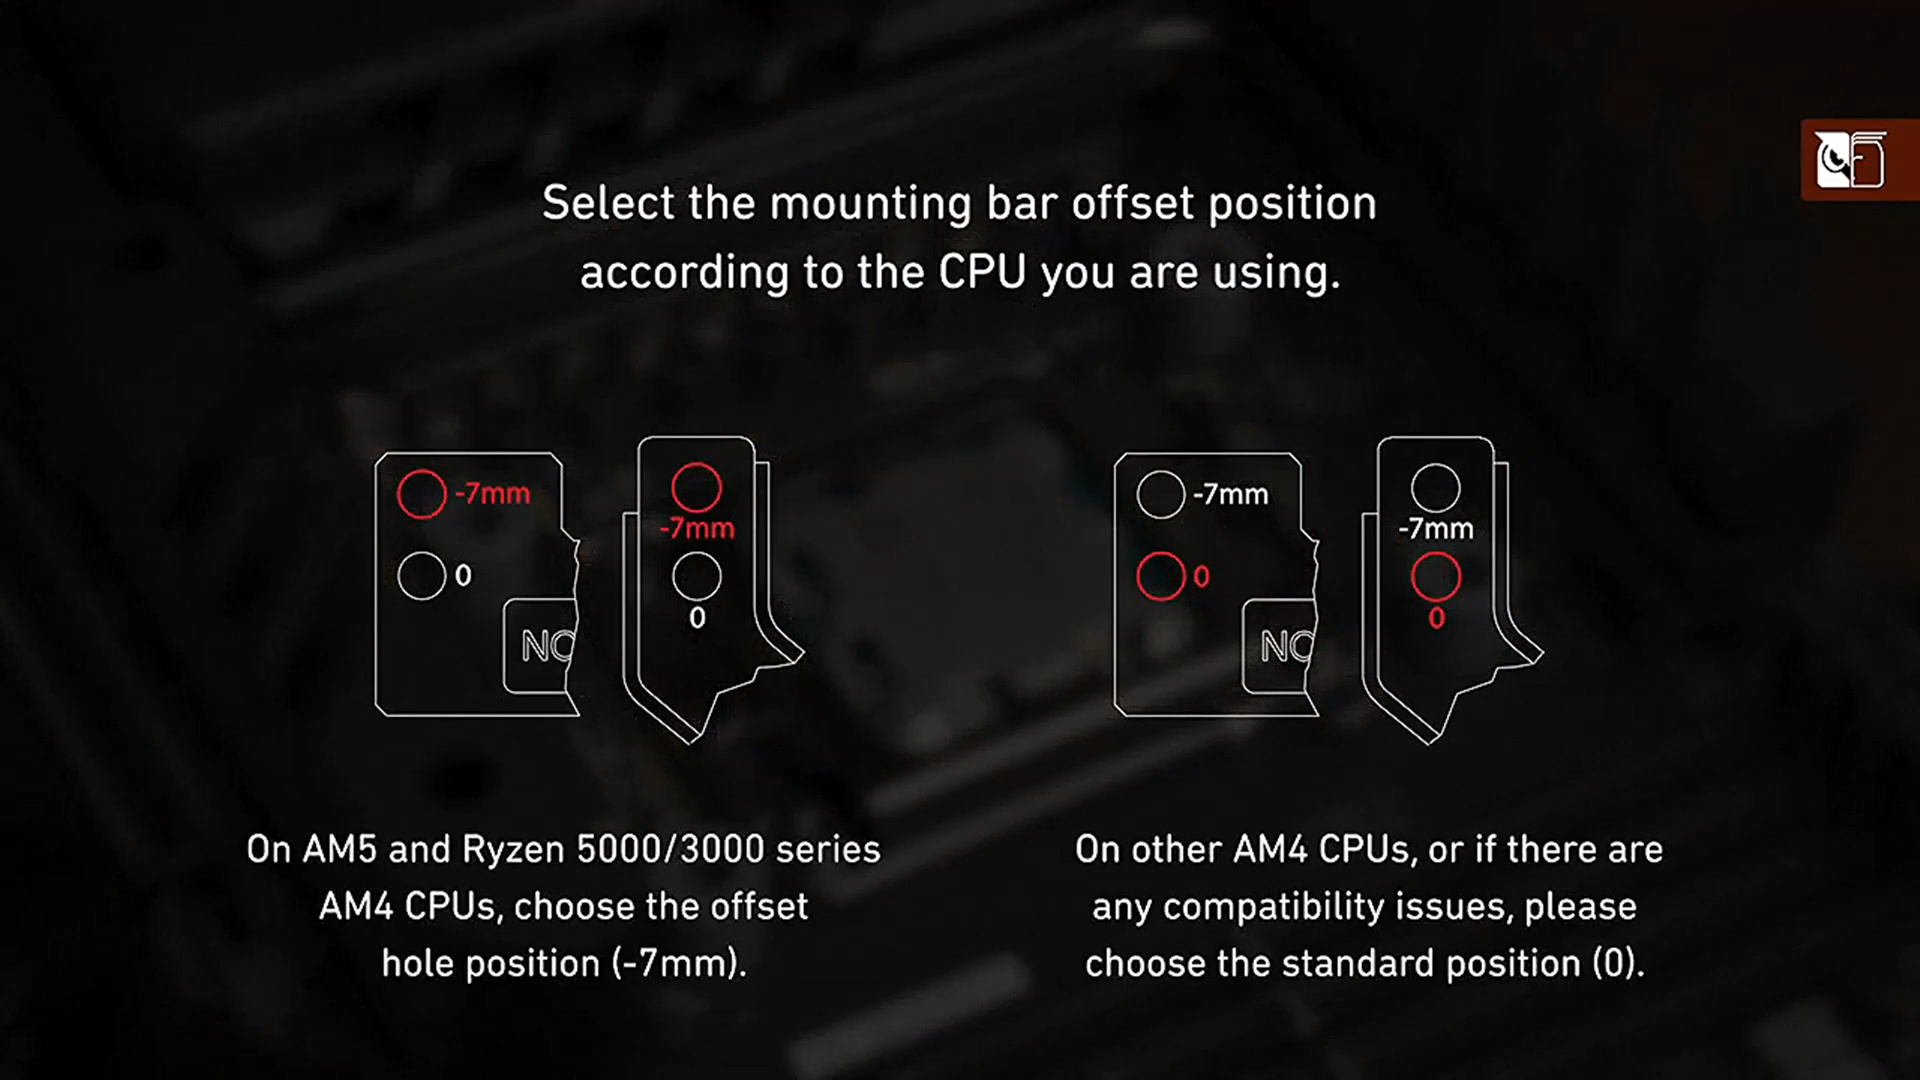 Select the mounting bar offset position
according to the CPU you are using.
-7mm
0
NO
-7mm
0
-7mm
0
NO
-7mm
0
On AM5 and Ryzen 5000/3000 series
AM4 CPUs, choose the offset
hole position (-7mm).
On other AM4 CPUs, or if there are
any compatibility issues, please
choose the standard position (0).